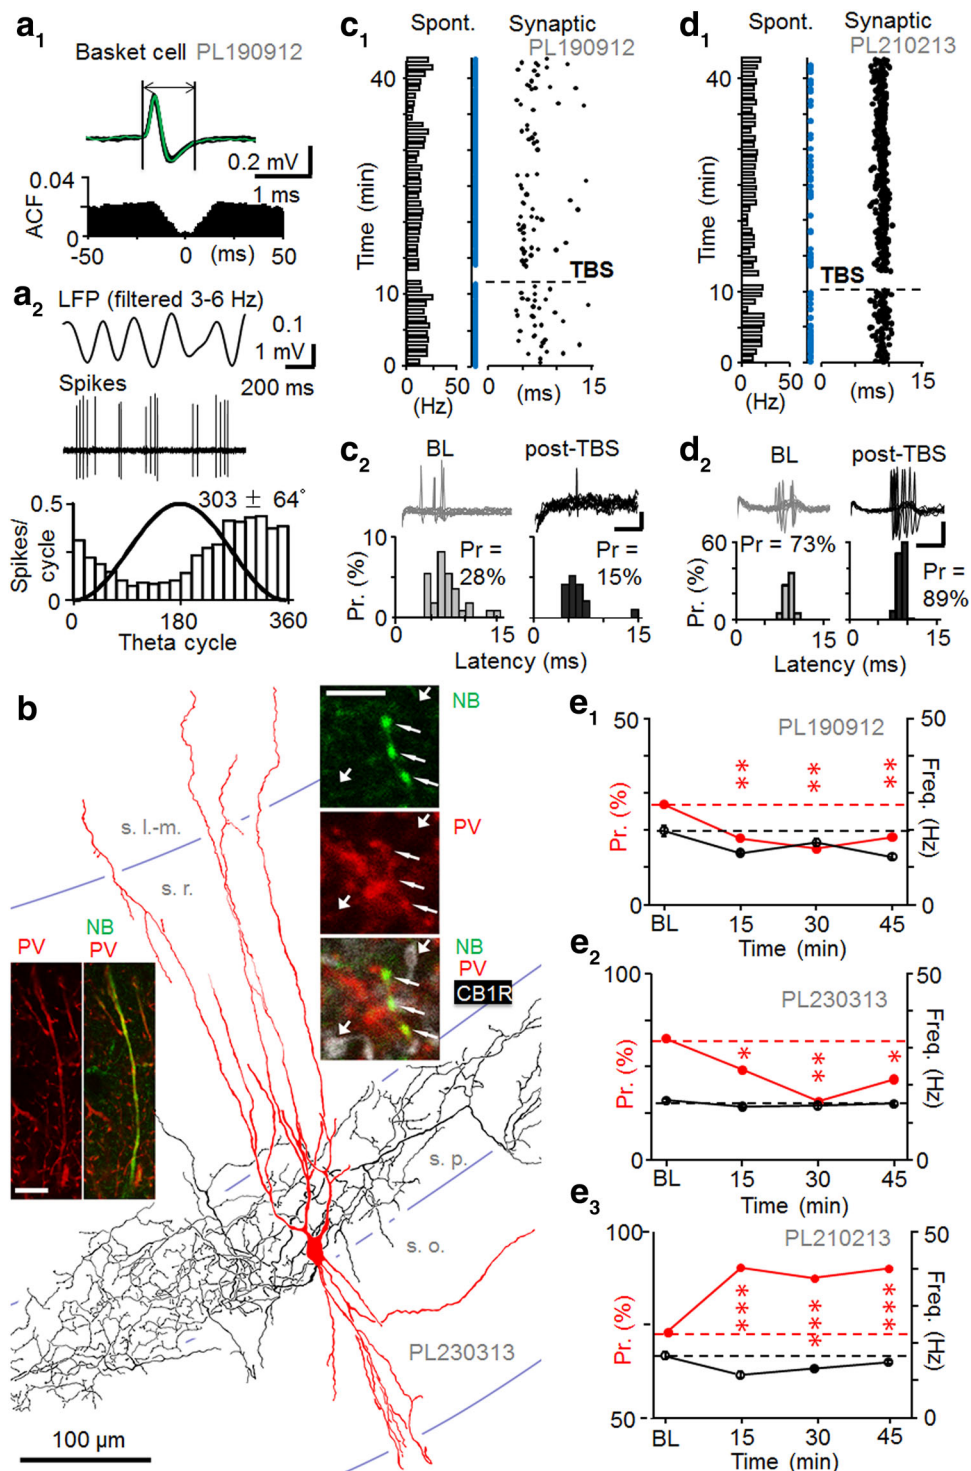 a1
Basket cell PL190912
0.2 mV
1 ms
0.04
ACF
0
-50 0 (ms) 50
a2
LFP (filtered 3-6 Hz)
0.1
1 mV
Spikes
200 ms
0.5
303 ± 64°
Spikes/
cycle
0
0 180 360
Theta cycle
b
s. l.-m.
s. r.
s. p.
s. o.
PV
NB
PV
NB
PV
NB
PV
CB1R
PL230313
100 µm
c1
Spont. Synaptic
PL190912
40
Time (min)
TBS
10
0
0 50 0 15
(Hz) (ms)
c2
BL post-TBS
10
Pr. (%)
0
Pr =
28%
Pr =
15%
0 15 0 15
Latency (ms)
d1
Spont. Synaptic
PL210213
40
Time (min)
TBS
10
0
0 50 0 15
(Hz) (ms)
d2
BL post-TBS
60
Pr = 73%
Pr. (%)
0
Pr =
89%
0 15 0 15
Latency (ms)
e1
50 50
PL190912
** ** **
Pr. (%)
Freq. (Hz)
0 0
BL 15 30 45
Time (min)
e2
100 50
PL230313
* ** *
Pr. (%)
Freq. (Hz)
0 0
BL 15 30 45
Time (min)
e3
100 50
PL210213
*** *** ***
Pr. (%)
Freq. (Hz)
50 0
BL 15 30 45
Time (min)